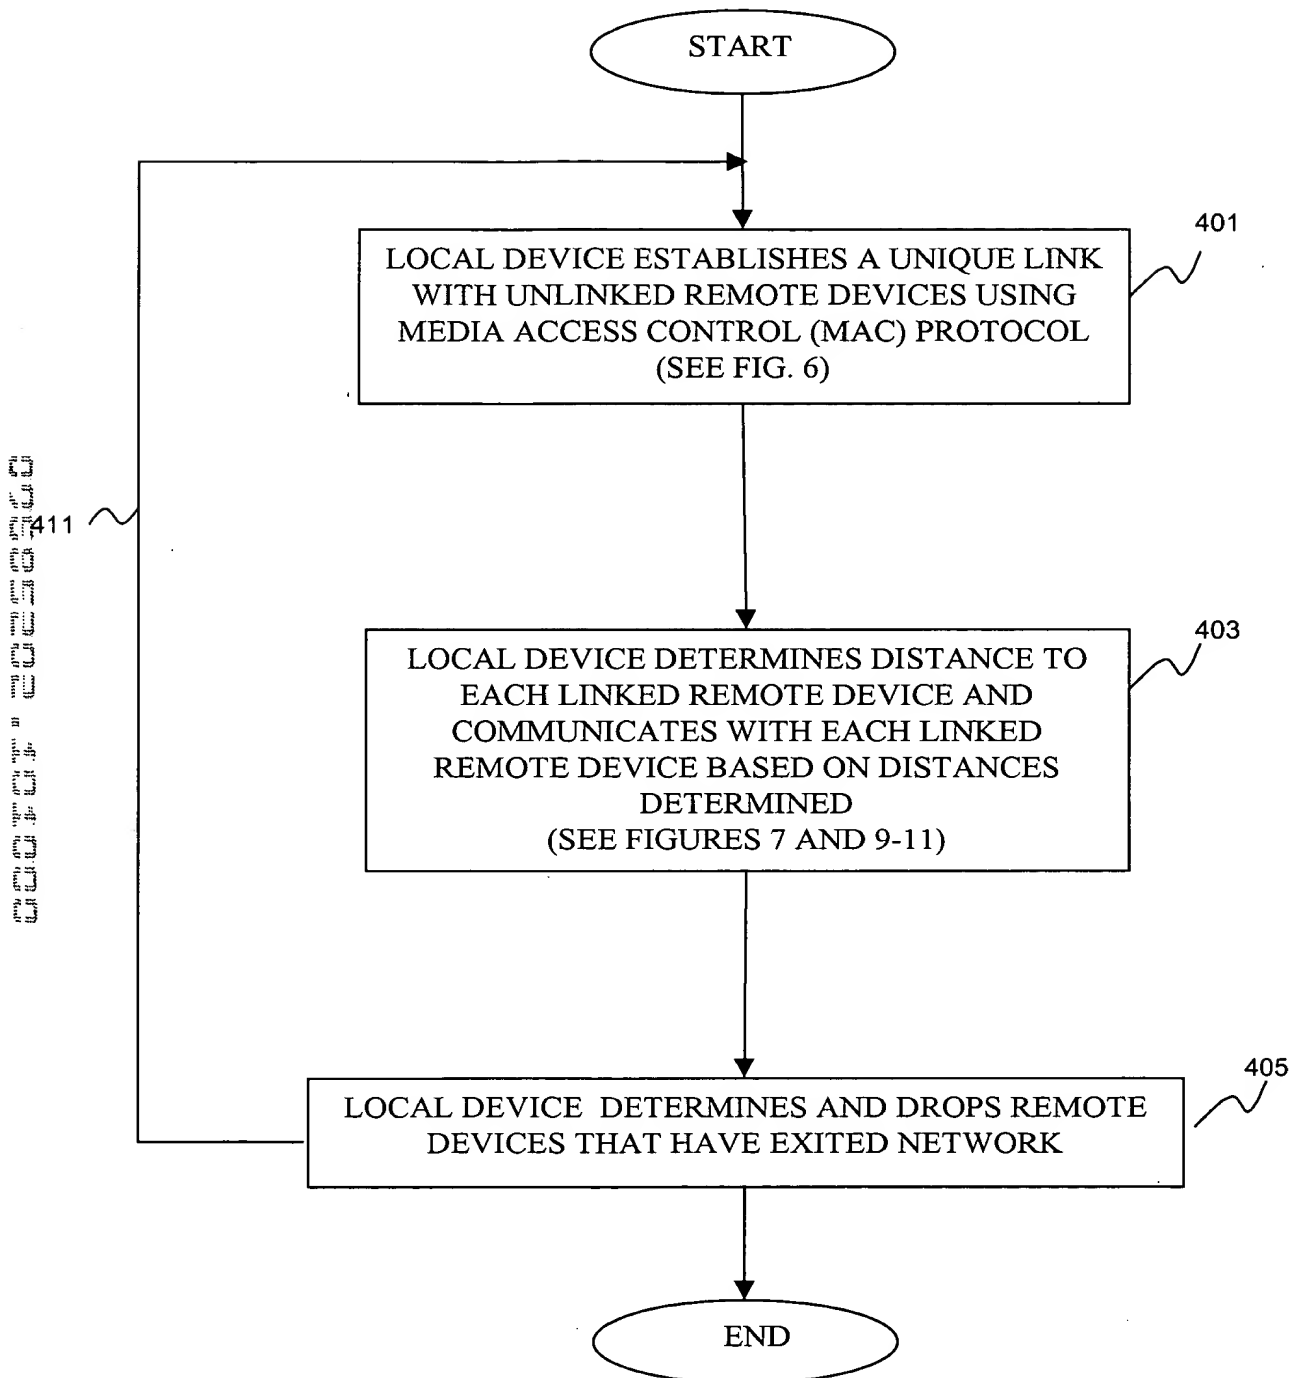 START
LOCAL DEVICE ESTABLISHES A UNIQUE LINK
WITH UNLINKED REMOTE DEVICES USING
MEDIA ACCESS CONTROL (MAC) PROTOCOL
(SEE FIG. 6)
401
411
LOCAL DEVICE DETERMINES DISTANCE TO
EACH LINKED REMOTE DEVICE AND
COMMUNICATES WITH EACH LINKED
REMOTE DEVICE BASED ON DISTANCES
DETERMINED
(SEE FIGURES 7 AND 9-11)
403
LOCAL DEVICE DETERMINES AND DROPS REMOTE
DEVICES THAT HAVE EXITED NETWORK
405
END